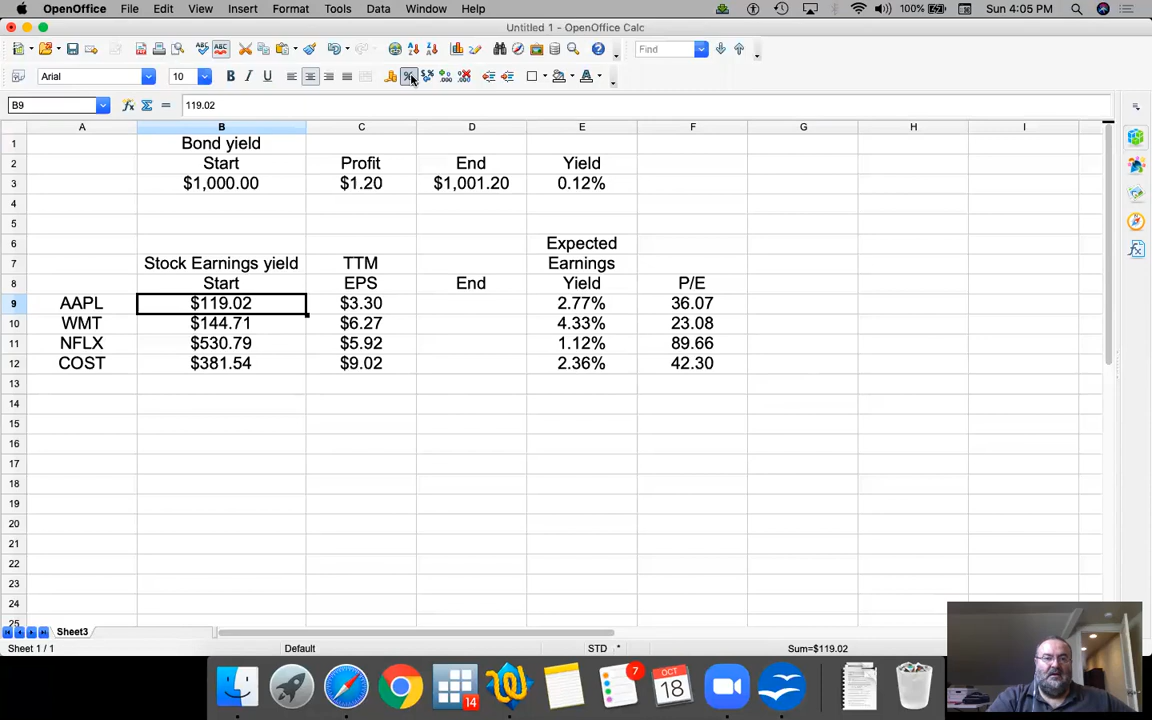 OpenOffice File Edit View Insert Format Tools Data Window Help 100% Sun 4:05 PM
Untitled 1 - OpenOffice Calc
Find
Arial 10
B9 119.02
A B C D E F G H I
1 Bond yield
2 Start Profit End Yield
3 $1,000.00 $1.20 $1,001.20 0.12%
4
5
6 Expected
7 Stock Earnings yield TTM Earnings
8 Start EPS End Yield P/E
9 AAPL $119.02 $3.30 2.77% 36.07
10 WMT $144.71 $6.27 4.33% 23.08
11 NFLX $530.79 $5.92 1.12% 89.66
12 COST $381.54 $9.02 2.36% 42.30
13
14
15
16
17
18
19
20
21
22
23
24
25
Sheet3
Sheet 1 / 1 Default STD * Sum=$119.02
14 7 OCT 18